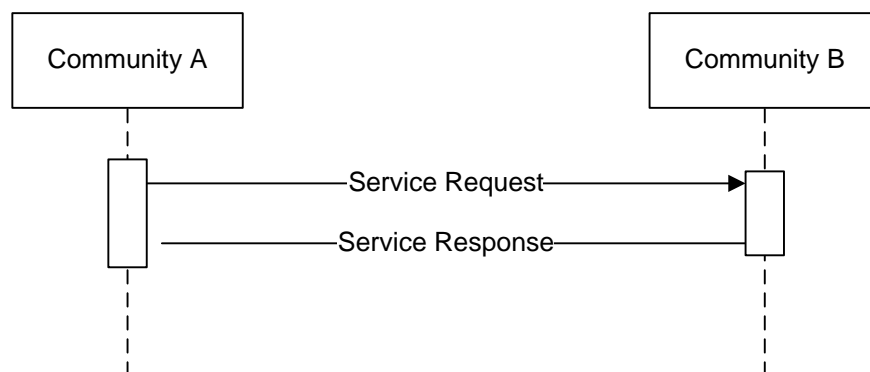 Community A
Community B
Service Request
Service Response